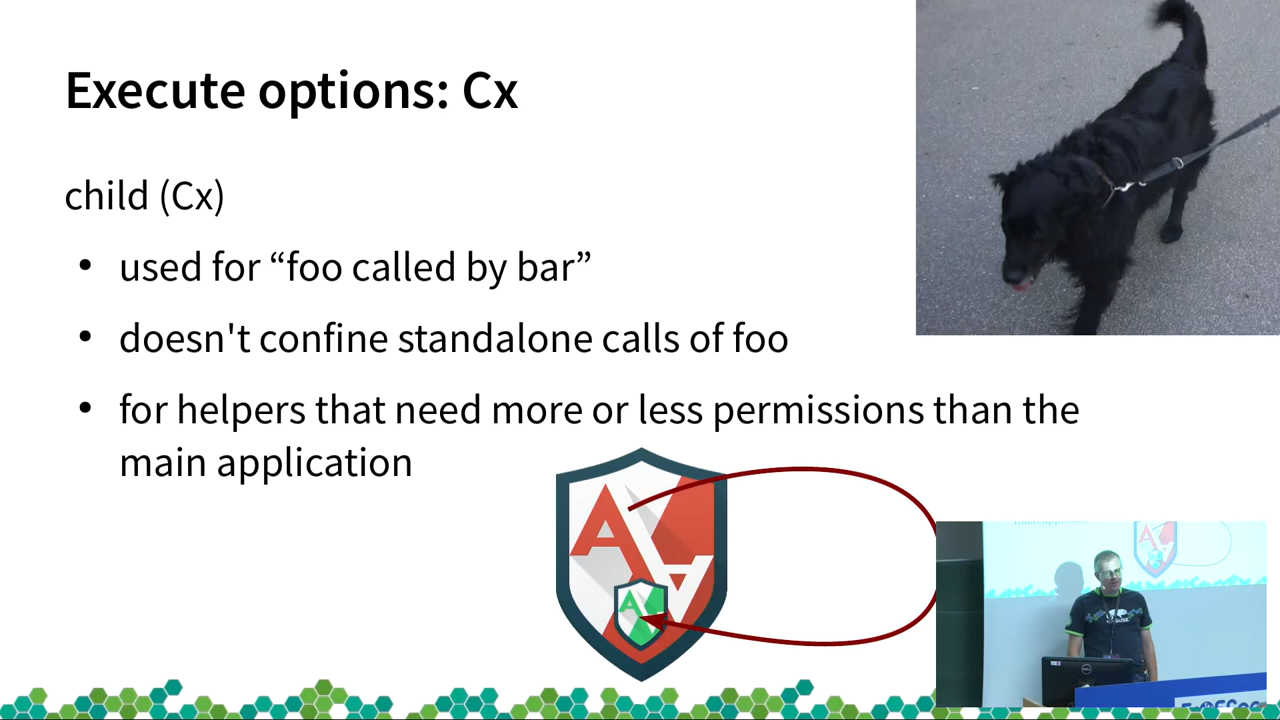 Execute options: Cx
child (Cx)
• used for “foo called by bar”
• doesn't confine standalone calls of foo
• for helpers that need more or less permissions than the
main application